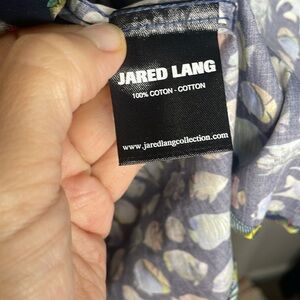 JARED LANG
100% COTON - COTTON
www.jaredlangcollection.com